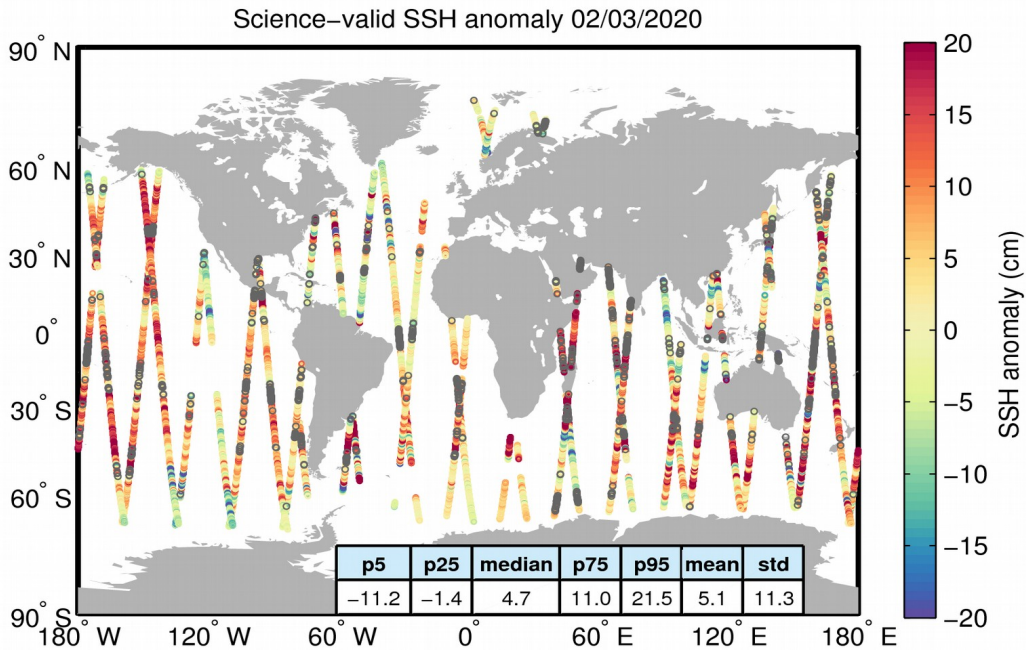 Science−valid SSH anomaly 02/03/2020
90° N
60° N
30° N
0°
30° S
60° S
90° S
180° W
120° W
60° W
0°
60° E
120° E
180° E
p5 p25 median p75 p95 mean std
−11.2 −1.4 4.7 11.0 21.5 5.1 11.3
20
15
10
5
0
−5
−10
−15
−20
SSH anomaly (cm)